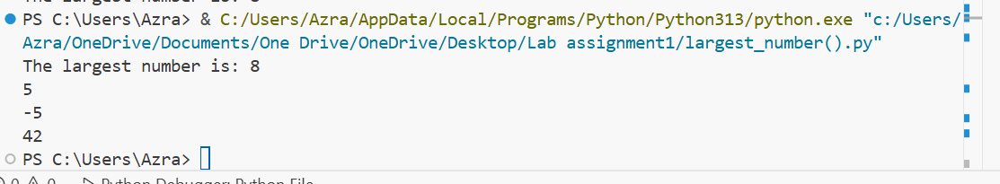 The largest number is: 8
PS C:\Users\Azra> & C:/Users/Azra/AppData/Local/Programs/Python/Python313/python.exe "c:/Users/
Azra/OneDrive/Documents/One Drive/OneDrive/Desktop/Lab assignment1/largest_number().py"
The largest number is: 8
5
-5
42
PS C:\Users\Azra>
0 0 Python Debugger: Python File